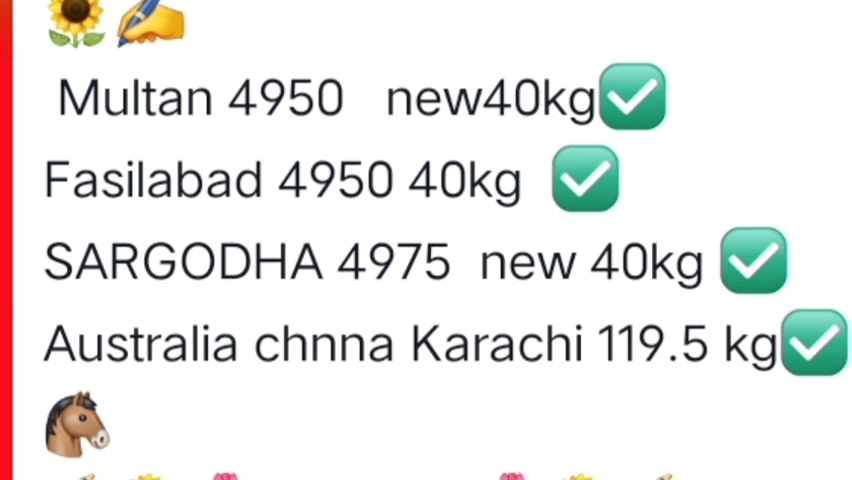 Multan 4950 new40kg✅
Fasilabad 4950 40kg ✅
SARGODHA 4975 new 40kg ✅
Australia chnna Karachi 119.5 kg✅